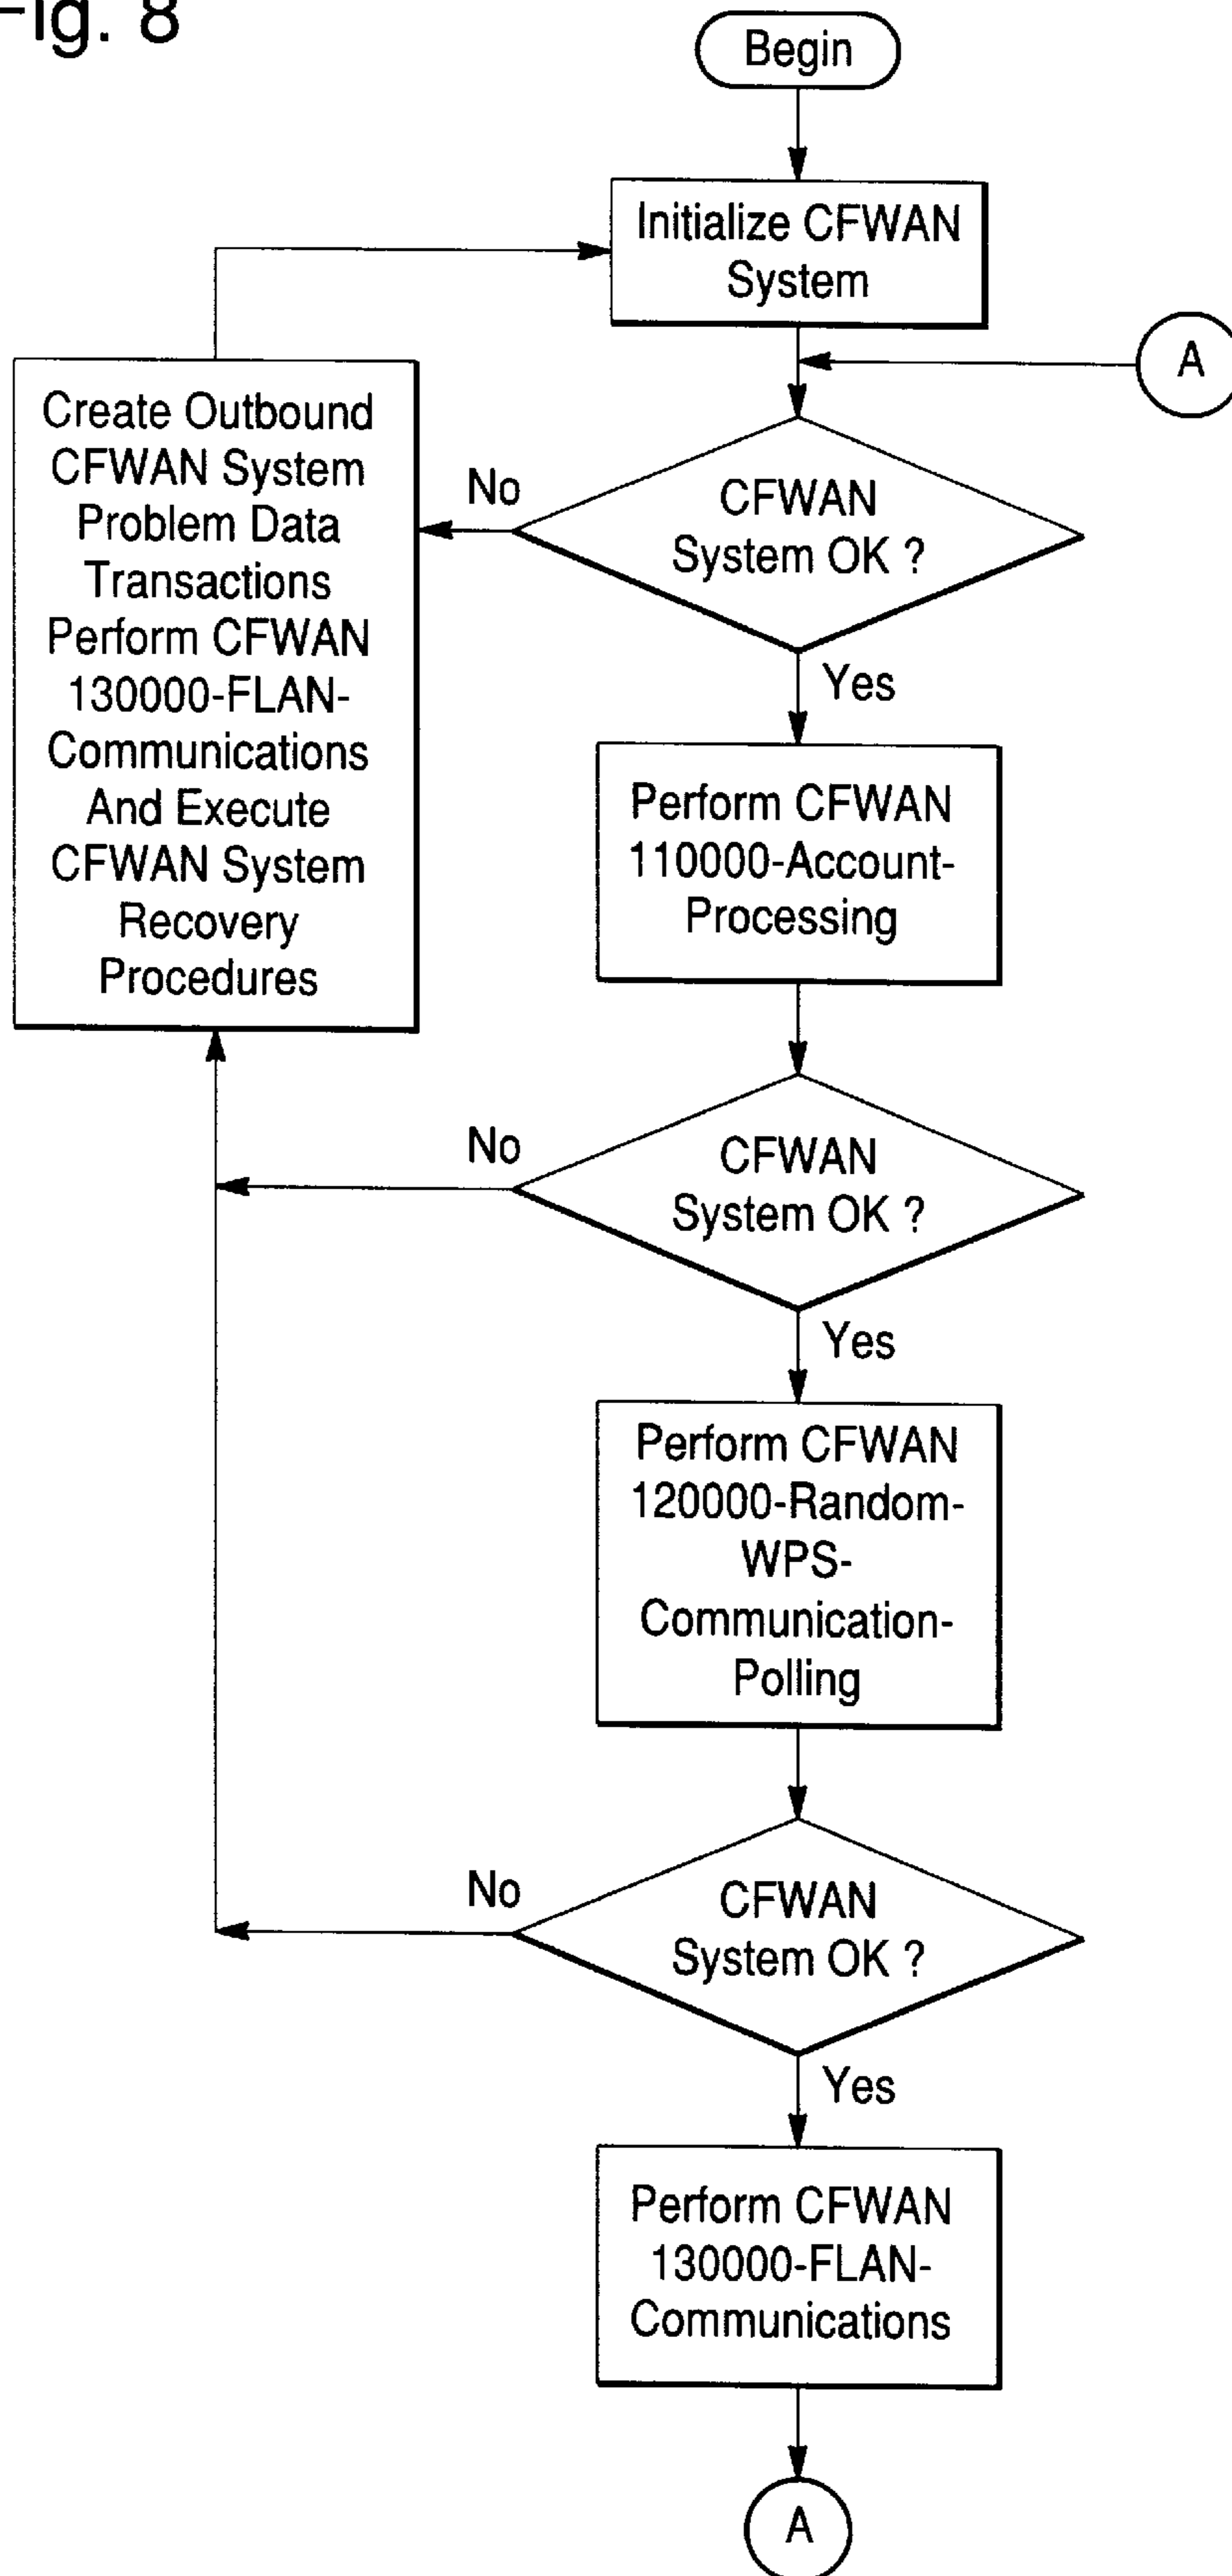 Fig. 8
Begin
Initialize CFWAN
System
A
CFWAN
System OK ?
No
Yes
Create Outbound
CFWAN System
Problem Data
Transactions
Perform CFWAN
130000-FLAN-
Communications
And Execute
CFWAN System
Recovery
Procedures
Perform CFWAN
110000-Account-
Processing
CFWAN
System OK ?
No
Yes
Perform CFWAN
120000-Random-
WPS-
Communication-
Polling
CFWAN
System OK ?
No
Yes
Perform CFWAN
130000-FLAN-
Communications
A